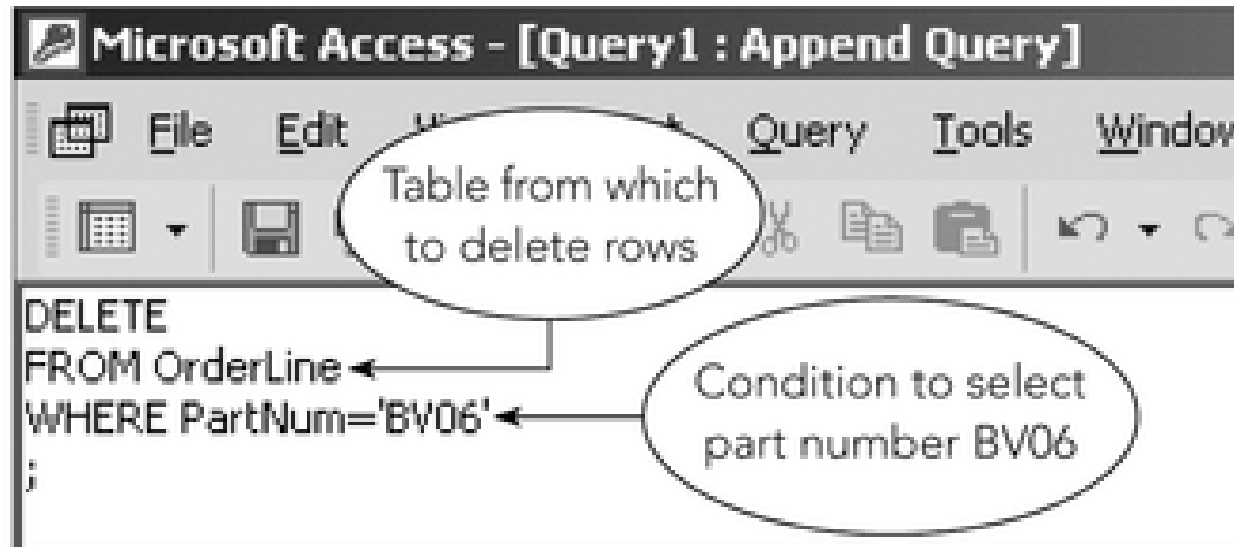 Microsoft Access - [Query1 : Append Query]
File Edit Query Tools Window
Table from which
to delete rows
DELETE
FROM OrderLine
WHERE PartNum='BV06'
;
Condition to select
part number BV06